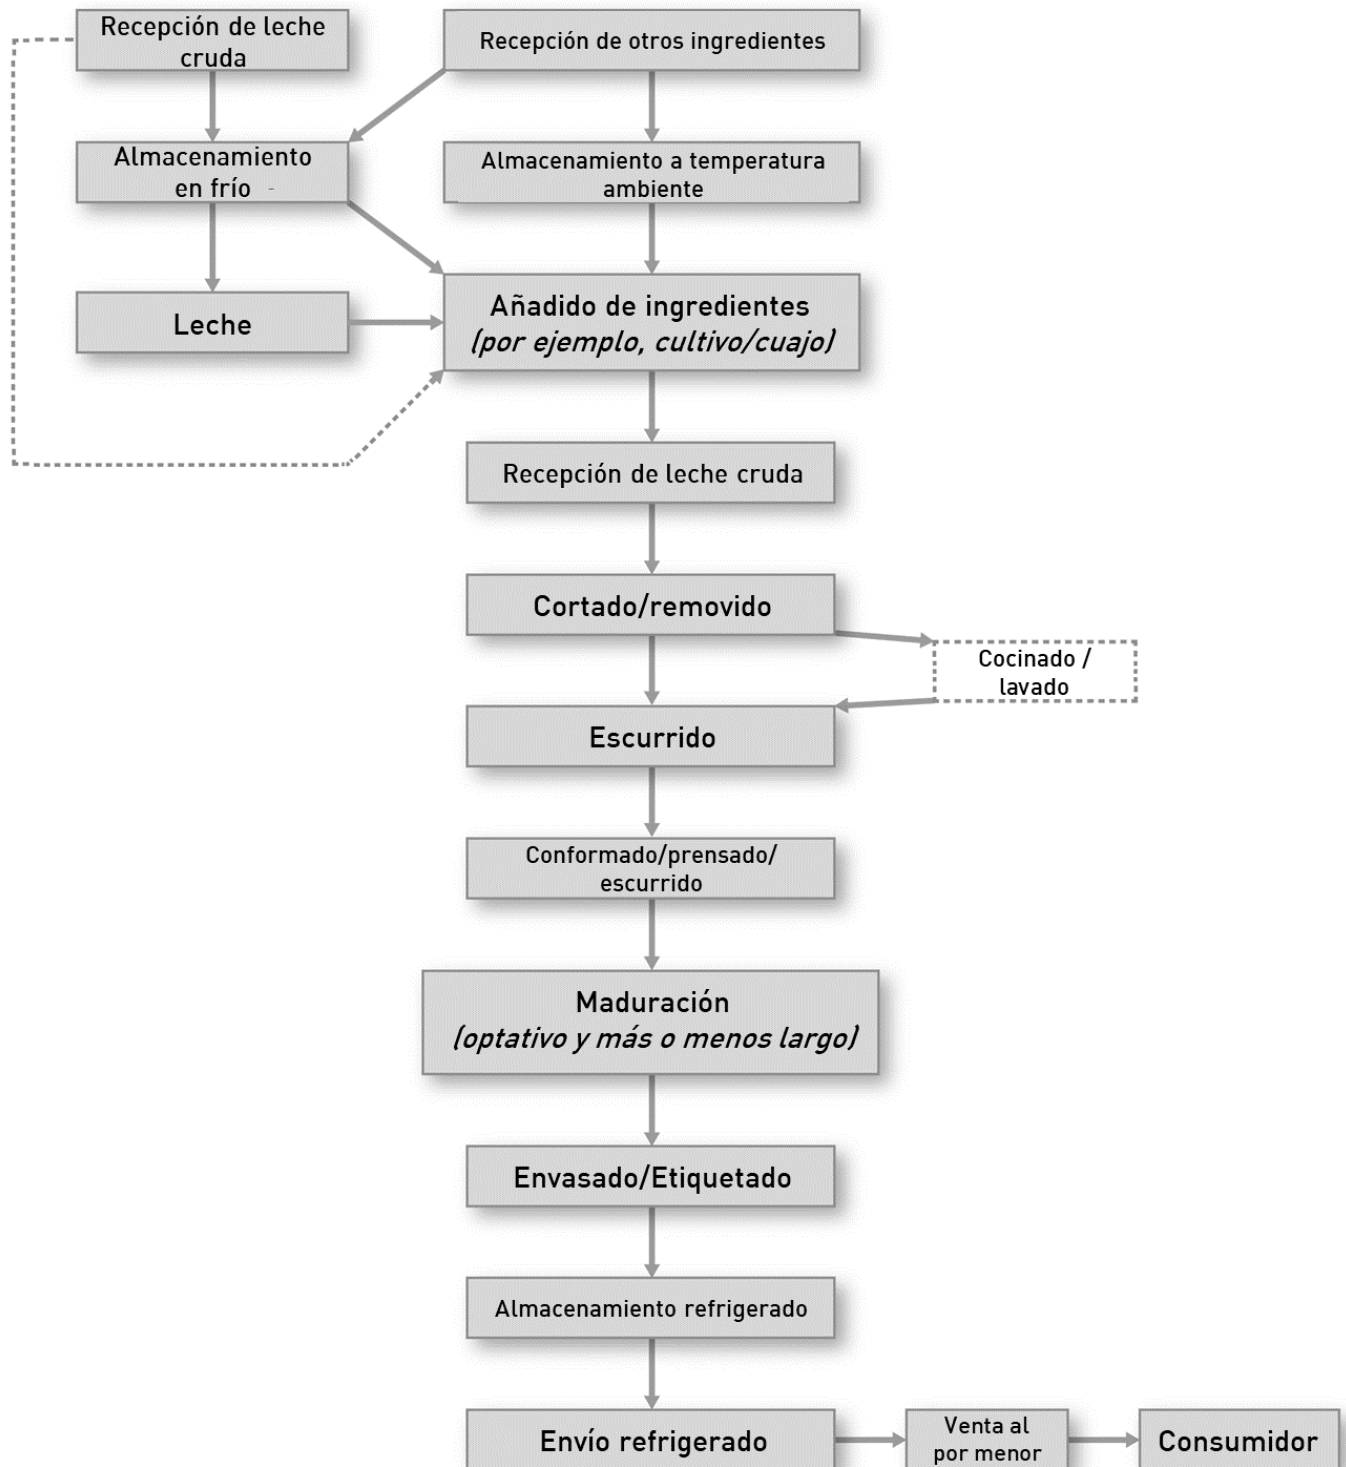 Recepción de leche
cruda
Recepción de otros ingredientes
Almacenamiento
en frío -
Almacenamiento a temperatura
ambiente
Leche
Añadido de ingredientes
(por ejemplo, cultivo/cuajo)
Recepción de leche cruda
Cortado/removido
Cocinado /
lavado
Escurrido
Conformado/prensado/
escurrido
Maduración
(optativo y más o menos largo)
Envasado/Etiquetado
Almacenamiento refrigerado
Envío refrigerado
Venta al
por menor
Consumidor